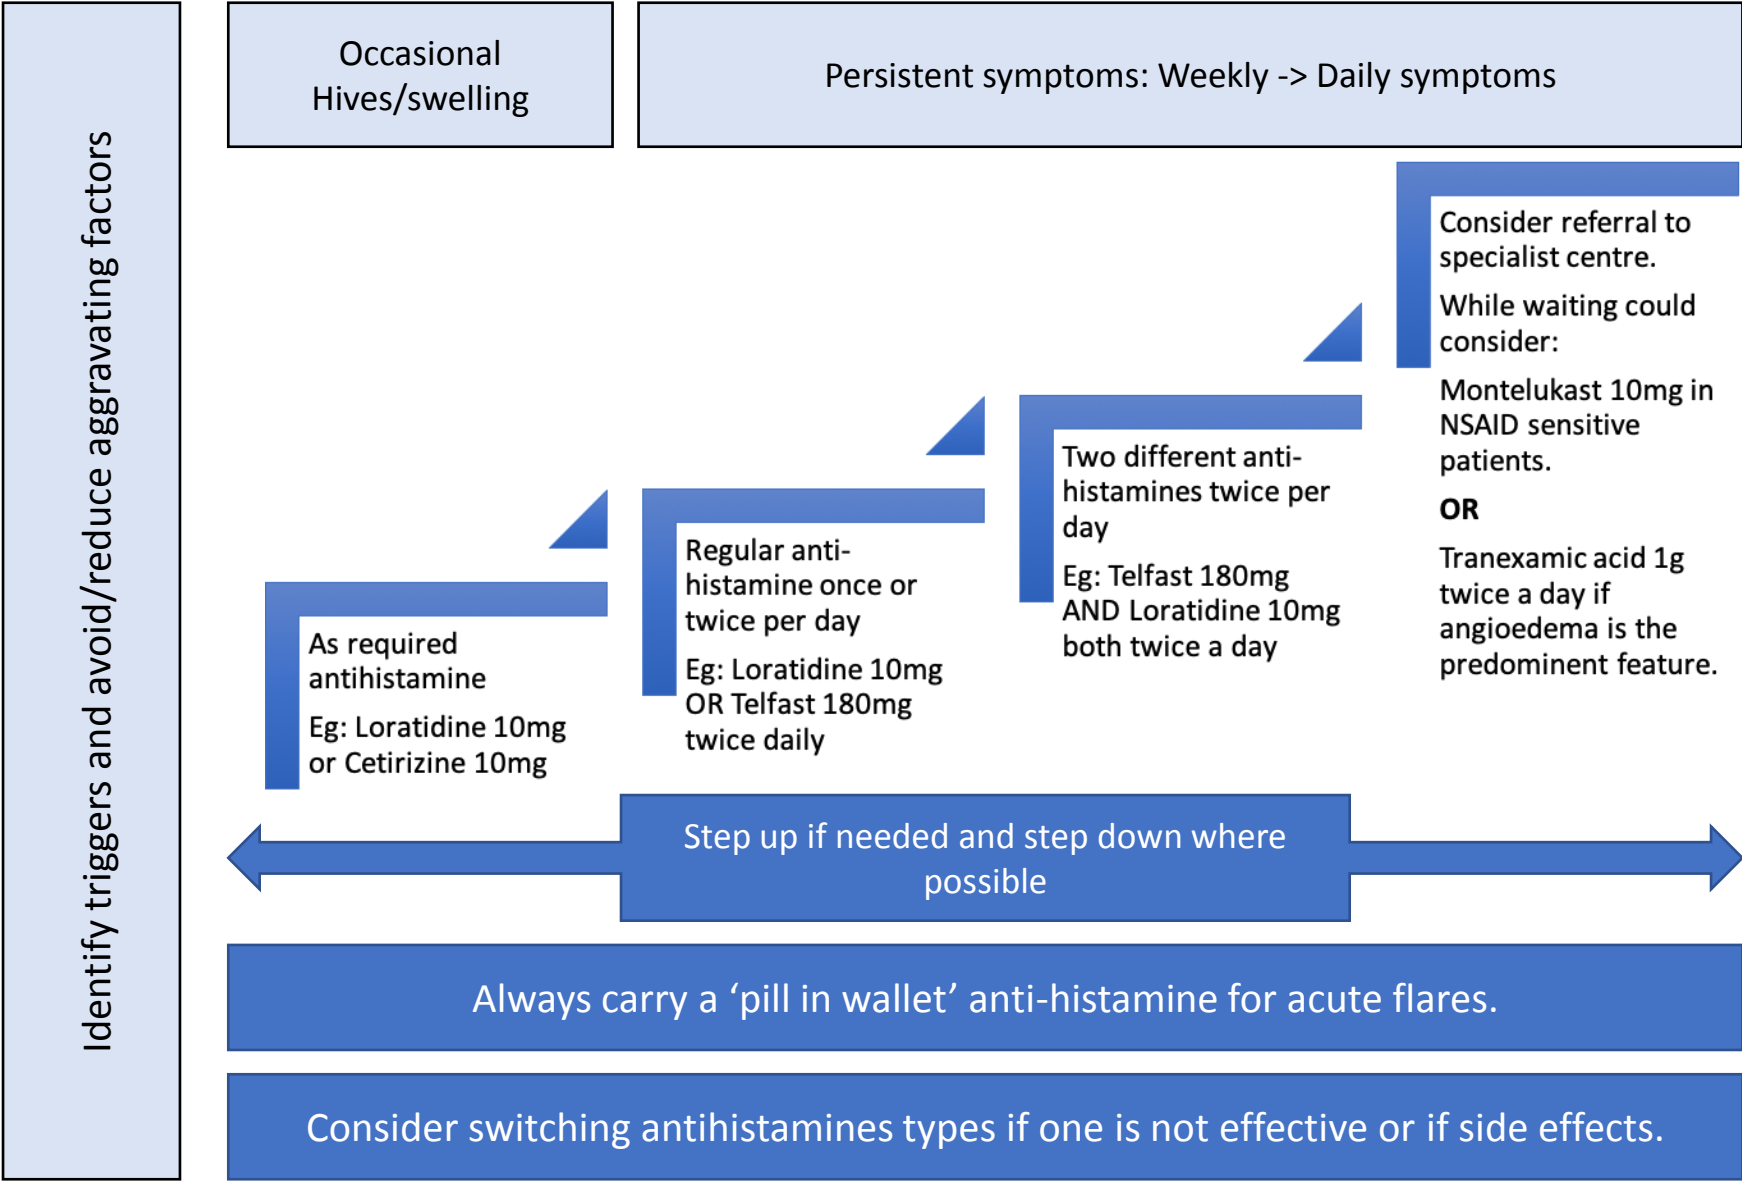 Identify triggers and avoid/reduce aggravating factors
Occasional
Hives/swelling
Persistent symptoms: Weekly -> Daily symptoms
As required
antihistamine
Eg: Loratidine 10mg
or Cetirizine 10mg
Regular anti-
histamine once or
twice per day
Eg: Loratidine 10mg
OR Telfast 180mg
twice daily
Two different anti-
histamines twice per
day
Eg: Telfast 180mg
AND Loratidine 10mg
both twice a day
Consider referral to
specialist centre.
While waiting could
consider:
Montelukast 10mg in
NSAID sensitive
patients.
OR
Tranexamic acid 1g
twice a day if
angioedema is the
predominent feature.
Step up if needed and step down where
possible
Always carry a ‘pill in wallet’ anti-histamine for acute flares.
Consider switching antihistamines types if one is not effective or if side effects.